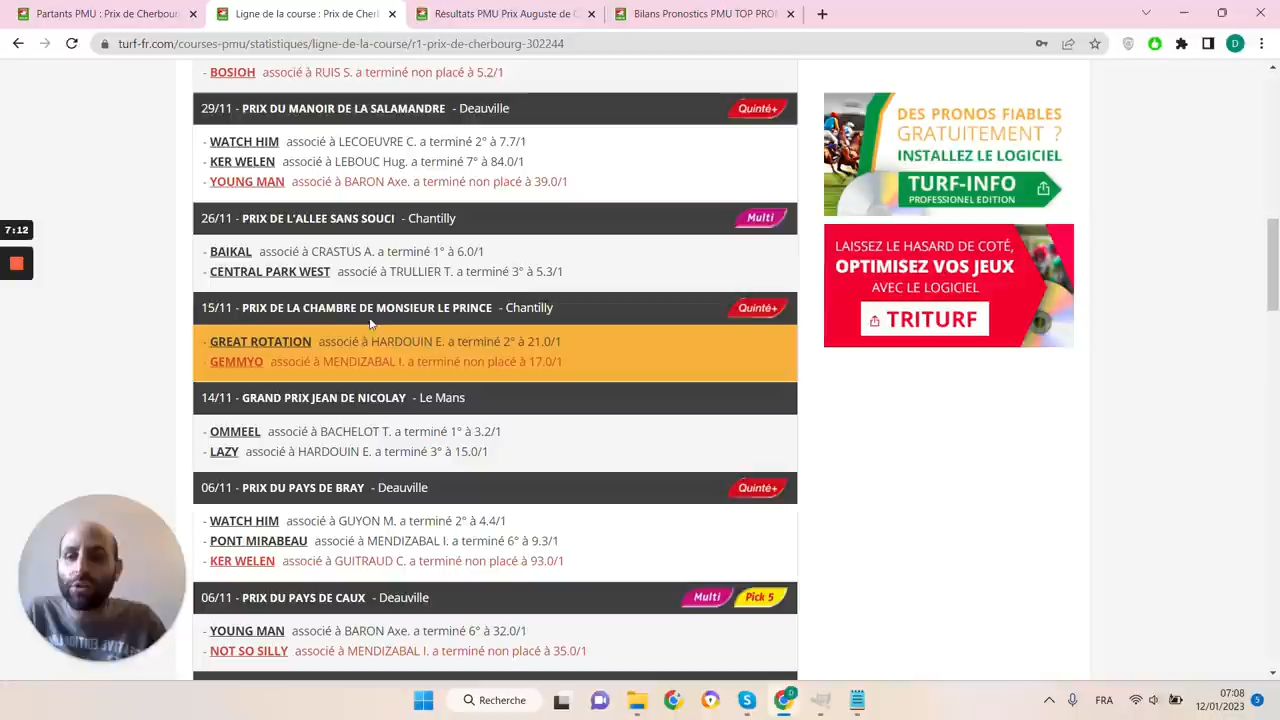 Partants PMU : Prix de Cherl
Ligne de la course : Prix de Cher
Résultats PMU Prix Auguste de C
Bilans Pronostics PMU TOP PRO
turf-fr.com/courses-pmu/statistiques/ligne-de-la-course/r1-prix-de-cherbourg-302244
D
- BOSIOH associé à RUIS S. a terminé non placé à 5.2/1
29/11 - PRIX DU MANOIR DE LA SALAMANDRE - Deauville Quinté+
- WATCH HIM associé à LECOEUVRE C. a terminé 2° à 7.7/1
- KER WELEN associé à LEBOUC Hug. a terminé 7° à 84.0/1
- YOUNG MAN associé à BARON Axe. a terminé non placé à 39.0/1
26/11 - PRIX DE L'ALLEE SANS SOUCI - Chantilly Multi
- BAIKAL associé à CRASTUS A. a terminé 1° à 6.0/1
- CENTRAL PARK WEST associé à TRULLIER T. a terminé 3° à 5.3/1
15/11 - PRIX DE LA CHAMBRE DE MONSIEUR LE PRINCE - Chantilly Quinté+
- GREAT ROTATION associé à HARDOUIN E. a terminé 2° à 21.0/1
- GEMMYO associé à MENDIZABAL I. a terminé non placé à 17.0/1
14/11 - GRAND PRIX JEAN DE NICOLAY - Le Mans
- OMMEEL associé à BACHELOT T. a terminé 1° à 3.2/1
- LAZY associé à HARDOUIN E. a terminé 3° à 15.0/1
06/11 - PRIX DU PAYS DE BRAY - Deauville Quinté+
- WATCH HIM associé à GUYON M. a terminé 2° à 4.4/1
- PONT MIRABEAU associé à MENDIZABAL I. a terminé 6° à 9.3/1
- KER WELEN associé à GUITRAUD C. a terminé non placé à 93.0/1
06/11 - PRIX DU PAYS DE CAUX - Deauville Multi Pick 5
- YOUNG MAN associé à BARON Axe. a terminé 6° à 32.0/1
- NOT SO SILLY associé à MENDIZABAL I. a terminé non placé à 35.0/1
DES PRONOS FIABLES
GRATUITEMENT ?
INSTALLEZ LE LOGICIEL
TURF-INFO
PROFESSIONEL EDITION
LAISSEZ LE HASARD DE COTÉ,
OPTIMISEZ VOS JEUX
AVEC LE LOGICIEL
TRITURF
7:12
Recherche
D
FRA
07:08
12/01/2023
5